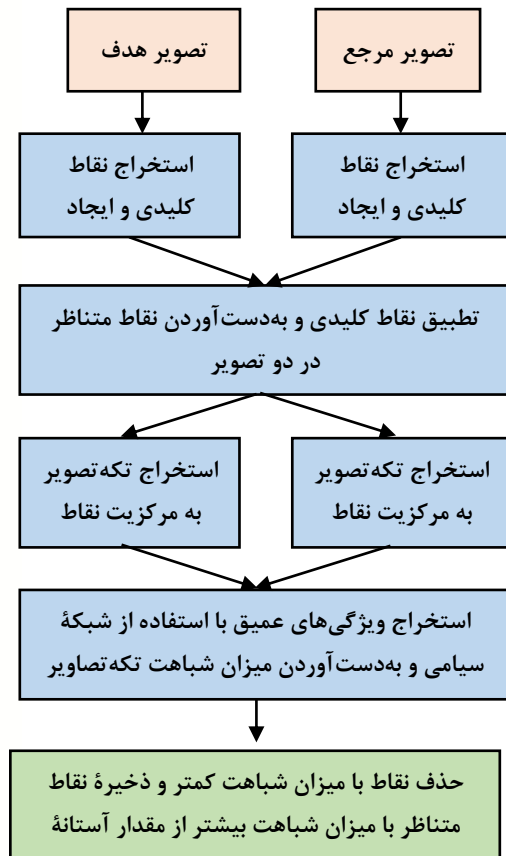 تصویر مرجع
تصویر هدف
استخراج نقاط
کلیدی و ایجاد
استخراج نقاط
کلیدی و ایجاد
تطبیق نقاط کلیدی و به‌دست‌آوردن نقاط متناظر
در دو تصویر
استخراج تکه‌تصویر
به مرکزیت نقاط
استخراج تکه‌تصویر
به مرکزیت نقاط
استخراج ویژگی‌های عمیق با استفاده از شبکهٔ
سیامی و به‌دست‌آوردن میزان شباهت تکه‌تصاویر
حذف نقاط با میزان شباهت کمتر و ذخیرهٔ نقاط
متناظر با میزان شباهت بیشتر از مقدار آستانهٔ